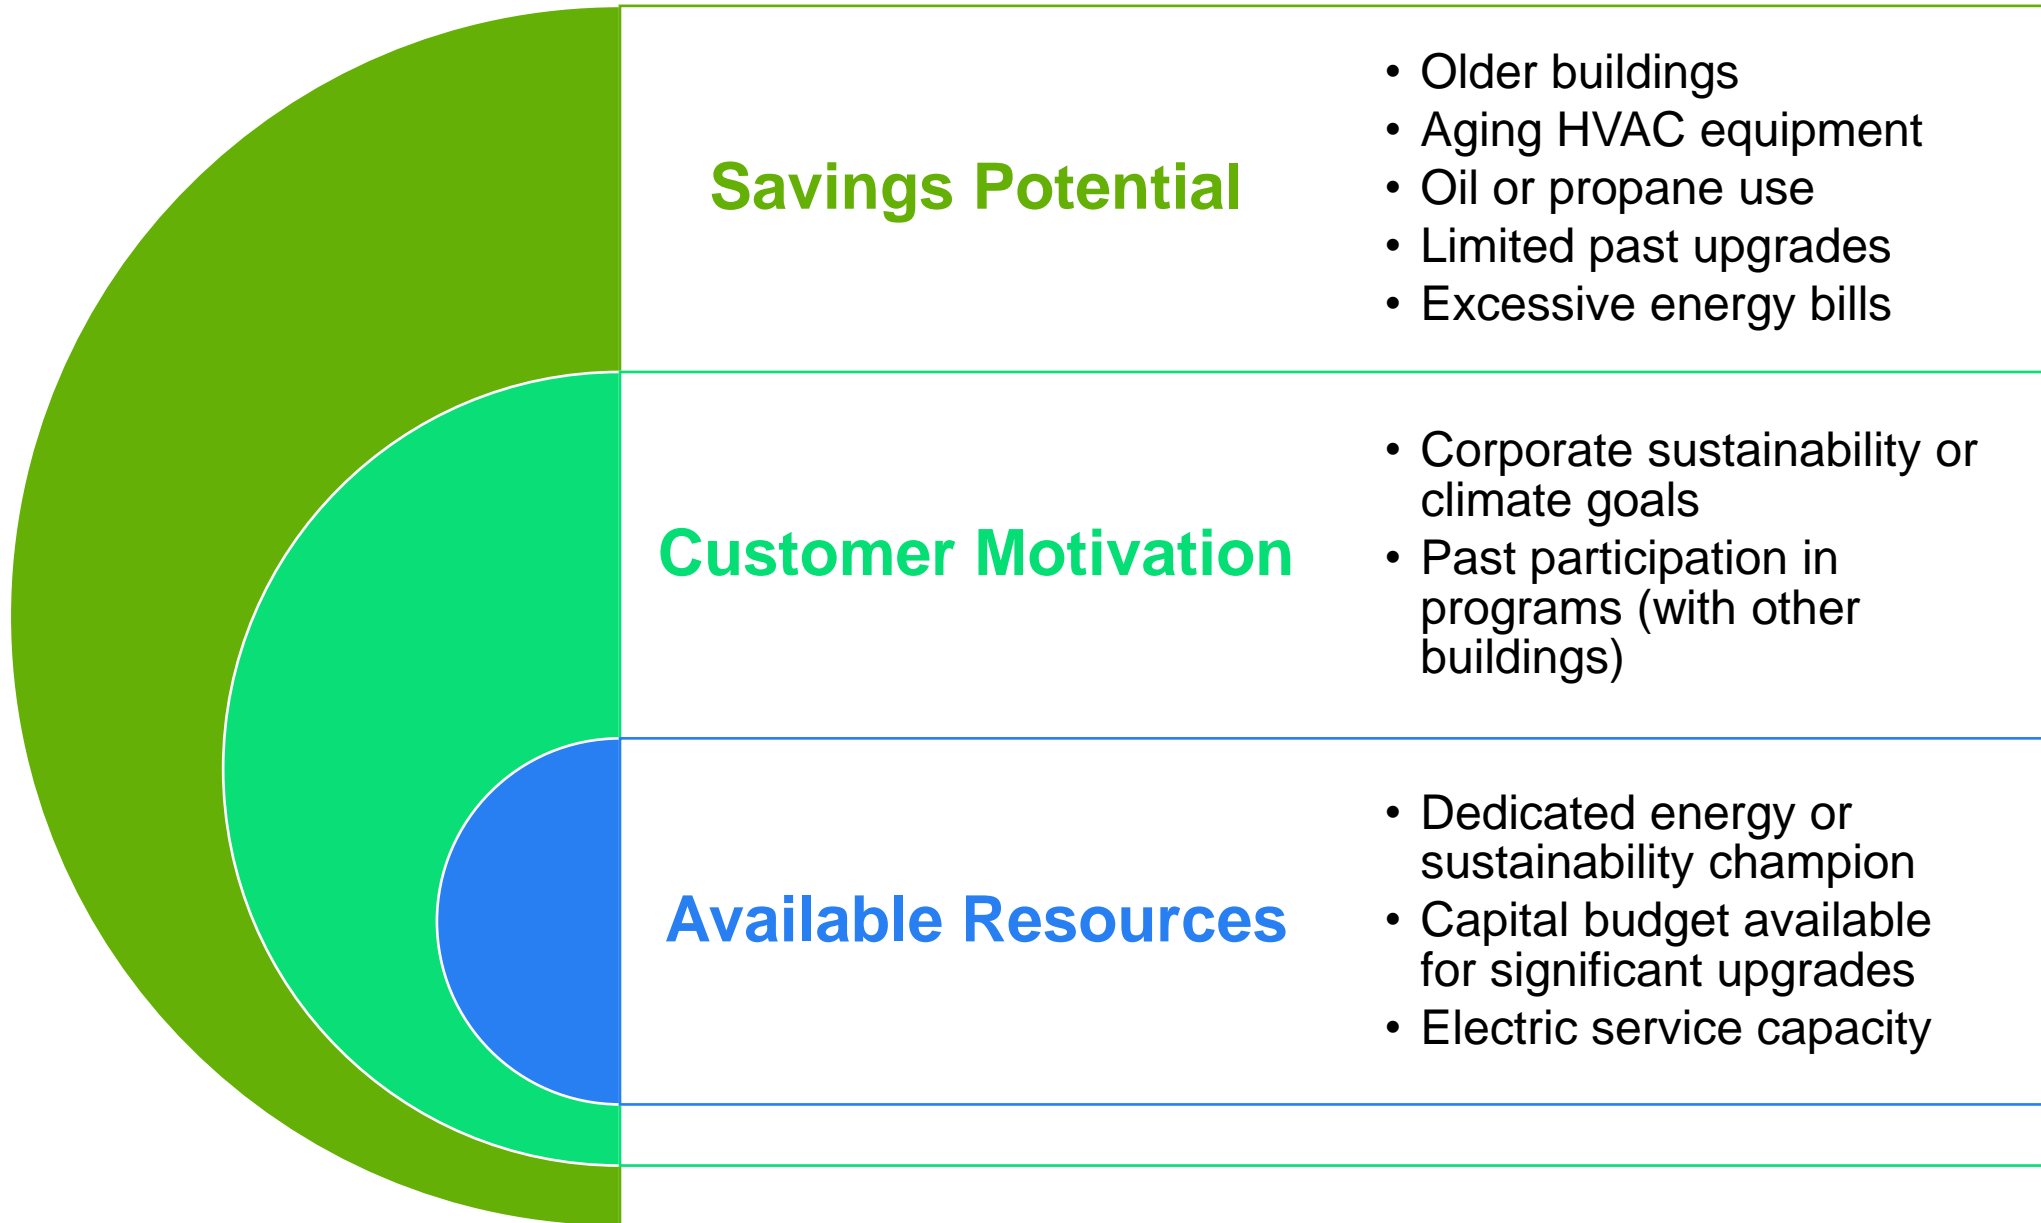 Savings Potential
• Older buildings
• Aging HVAC equipment
• Oil or propane use
• Limited past upgrades
• Excessive energy bills
Customer Motivation
• Corporate sustainability or
climate goals
• Past participation in
programs (with other
buildings)
Available Resources
• Dedicated energy or
sustainability champion
• Capital budget available
for significant upgrades
• Electric service capacity